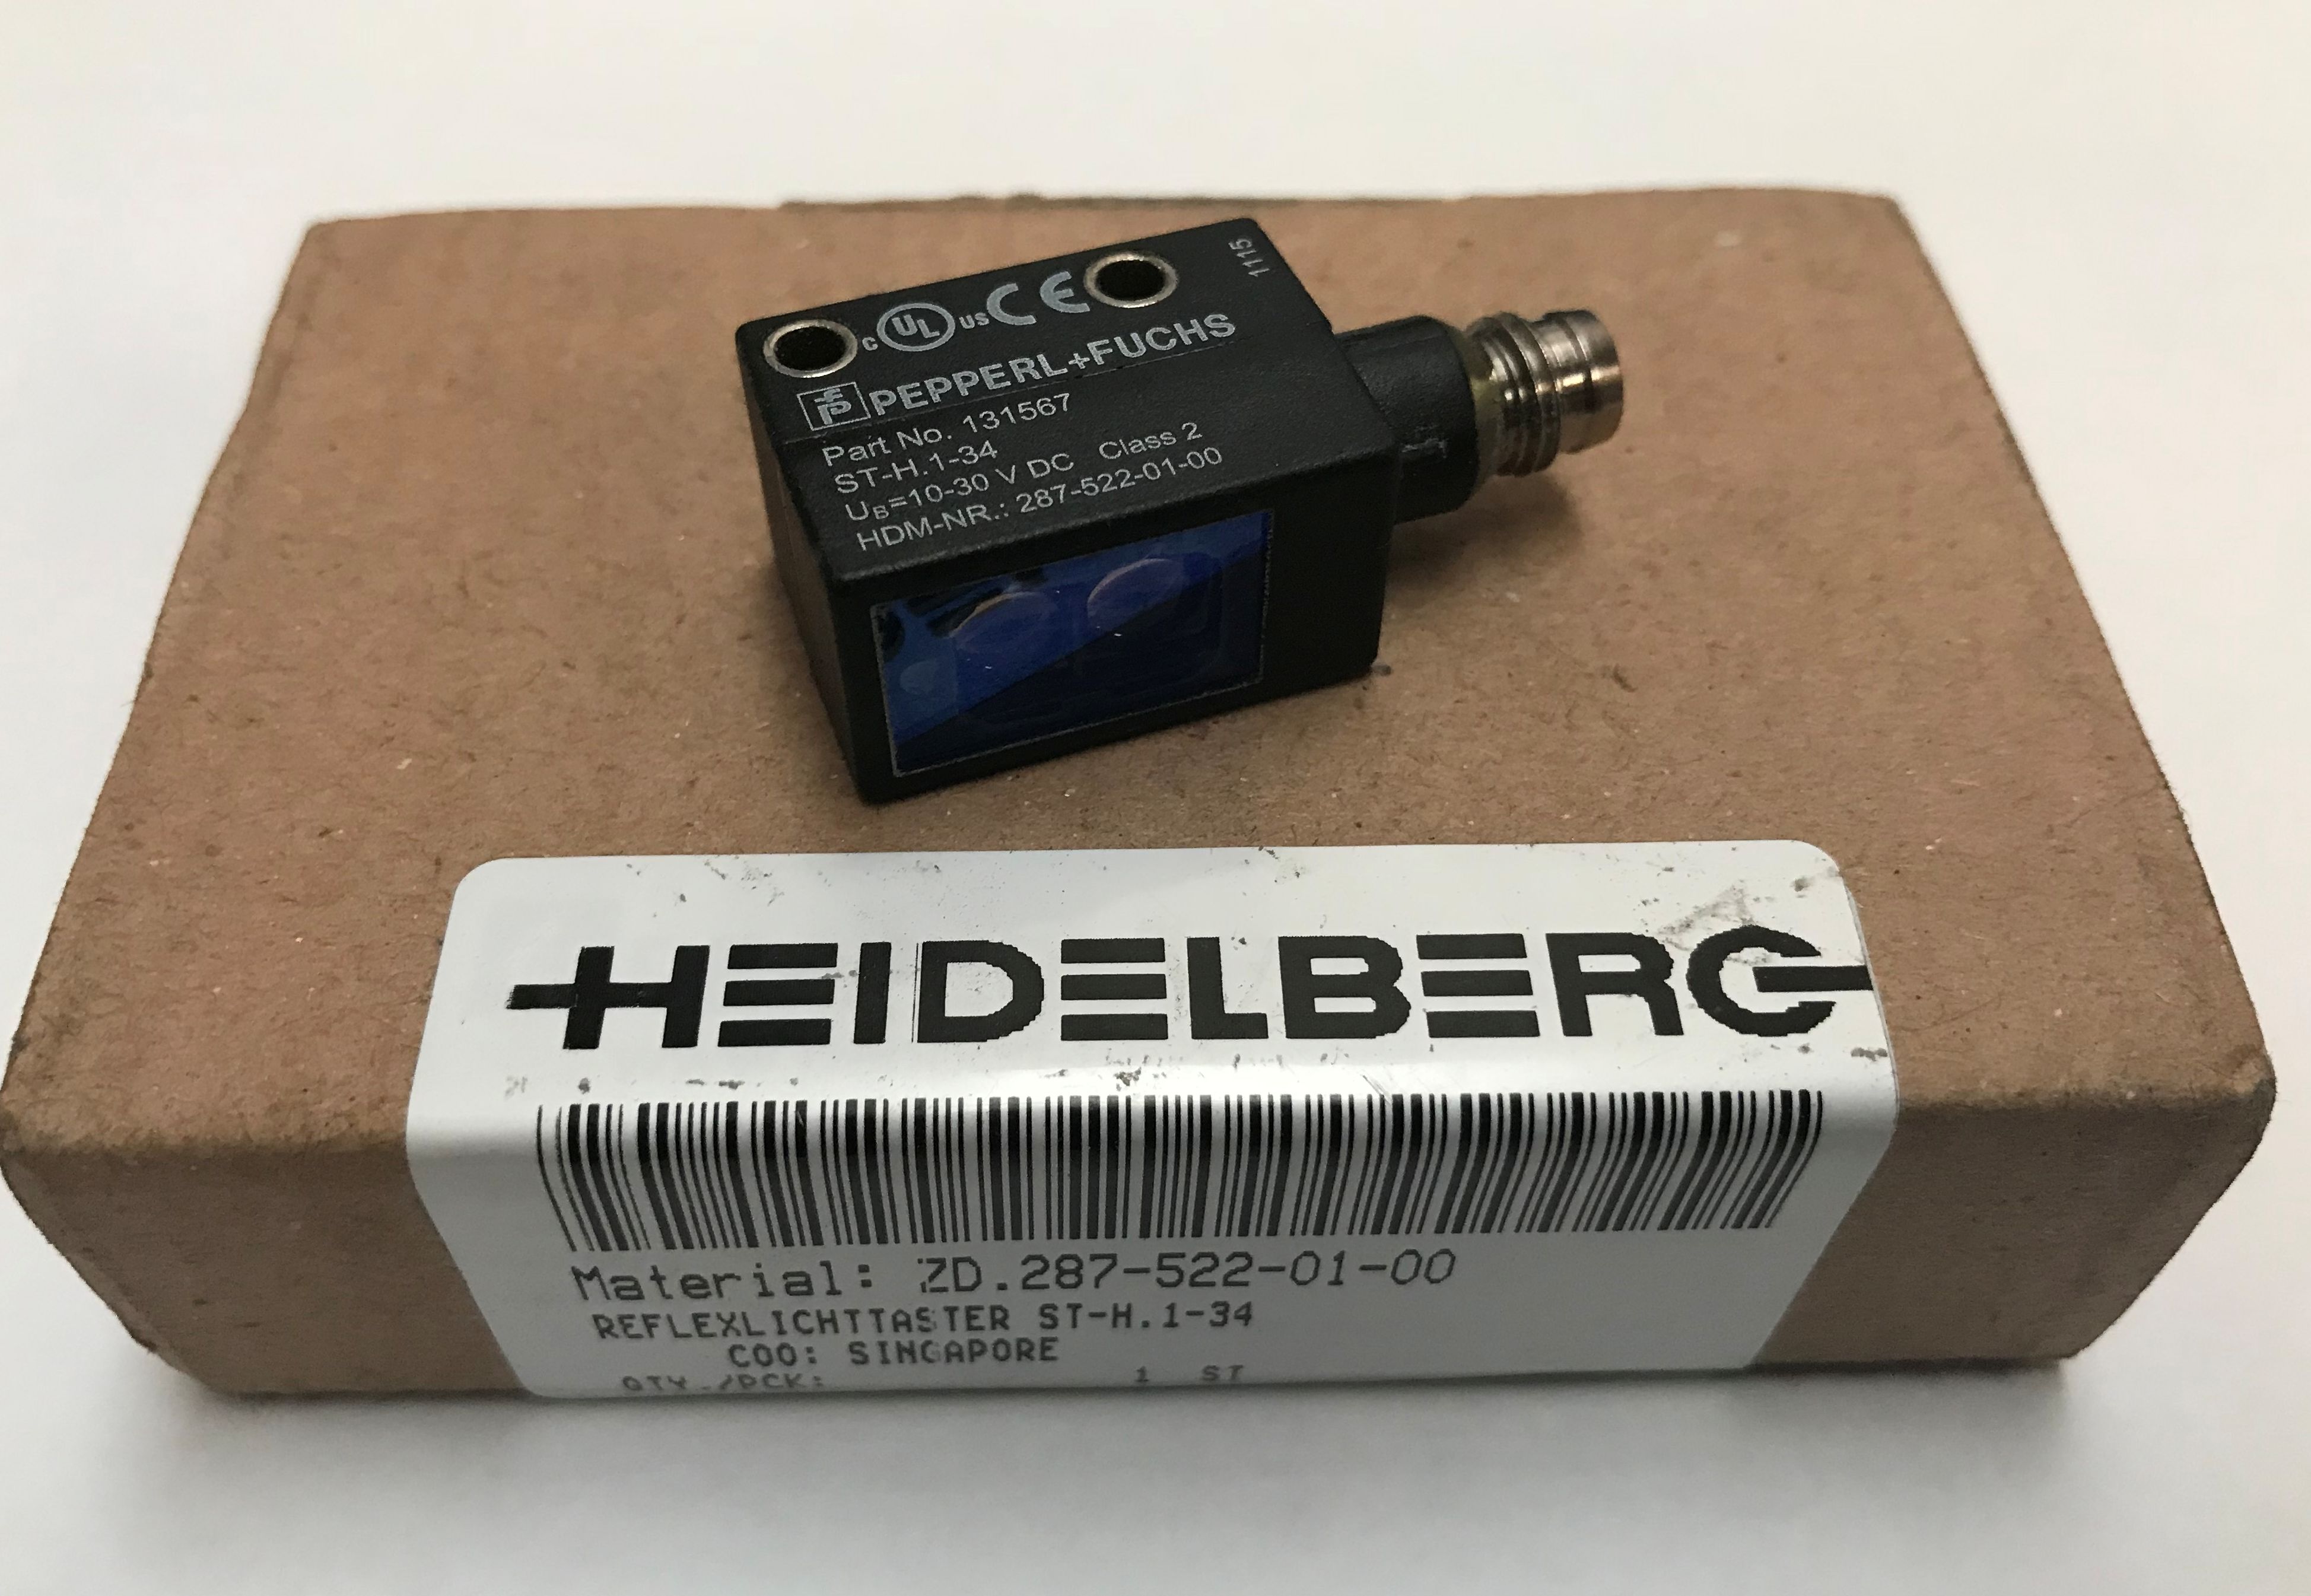 1115
c UL US CE
PEPPERL+FUCHS
Part No. 131567
ST-H.1-34
UB=10-30 V DC Class 2
HDM-NR.: 287-522-01-00
HEIDELBERG
Material: ZD.287-522-01-00
REFLEXLICHTTASTER ST-H.1-34
COO: SINGAPORE
QTY./PCK: 1 ST